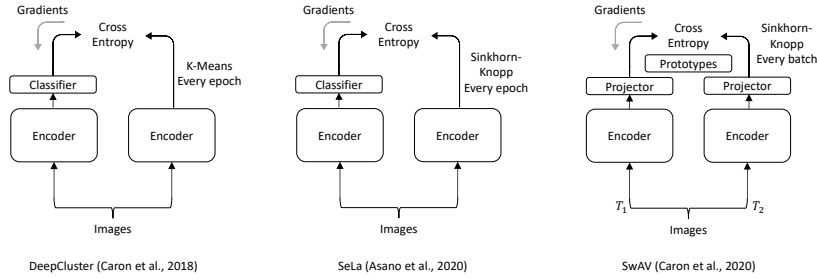 Gradients
Cross
Entropy
K-Means
Every epoch
Classifier
Encoder
Encoder
Images
DeepCluster (Caron et al., 2018)
Gradients
Cross
Entropy
Sinkhorn-
Knopp
Every epoch
Classifier
Encoder
Encoder
Images
SeLa (Asano et al., 2020)
Gradients
Cross
Entropy
Sinkhorn-
Knopp
Every batch
Prototypes
Projector
Projector
Encoder
Encoder
T₁
T₂
Images
SwAV (Caron et al., 2020)